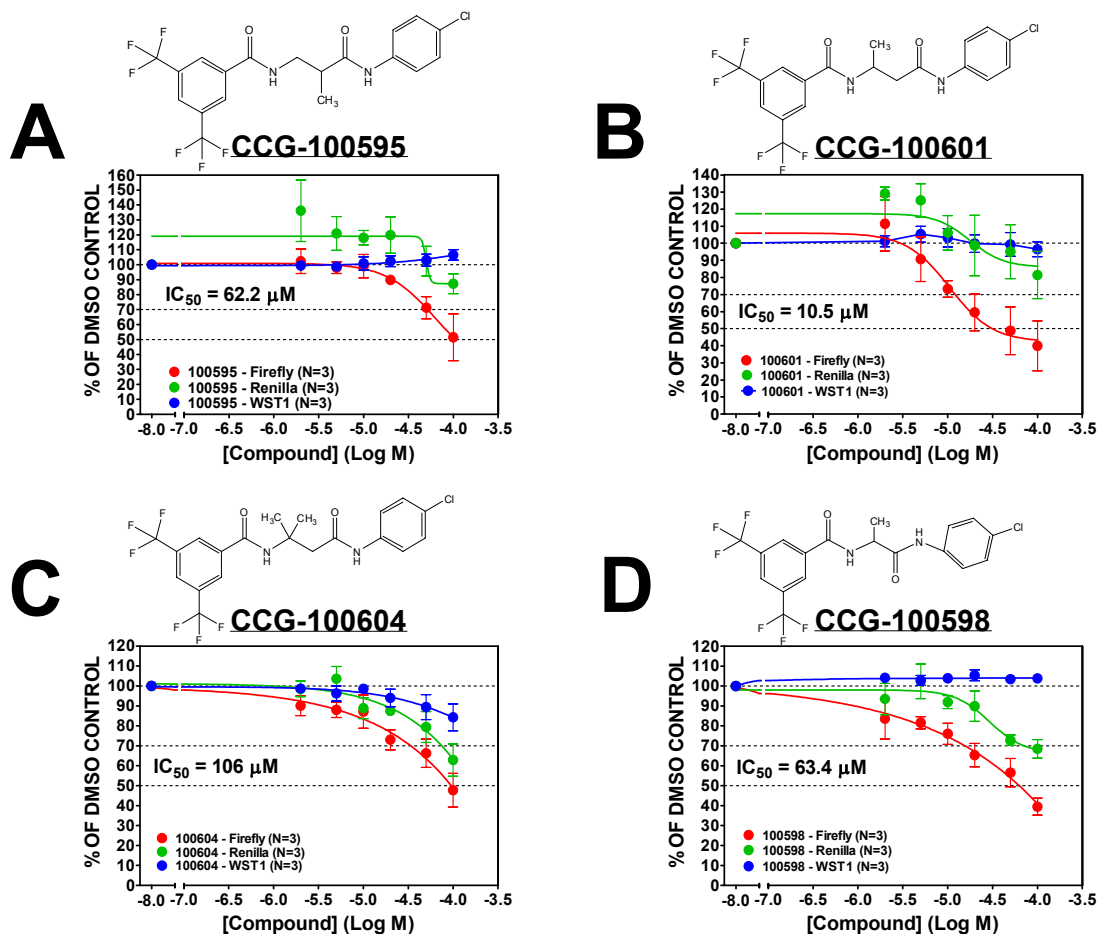 A
F F F F F F O N H CH3 O N H Cl
CCG-100595
% OF DMSO CONTROL
160
150
140
130
120
110
100
90
80
70
60
50
40
30
20
10
0
IC50 = 62.2 µM
100595 - Firefly (N=3)
100595 - Renilla (N=3)
100595 - WST1 (N=3)
-8.0 -7.0 -6.5 -6.0 -5.5 -5.0 -4.5 -4.0 -3.5
[Compound] (Log M)
B
F F F F F F O N H CH3 O N H Cl
CCG-100601
% OF DMSO CONTROL
140
130
120
110
100
90
80
70
60
50
40
30
20
10
0
IC50 = 10.5 µM
100601 - Firefly (N=3)
100601 - Renilla (N=3)
100601 - WST1 (N=3)
-8.0 -7.0 -6.5 -6.0 -5.5 -5.0 -4.5 -4.0 -3.5
[Compound] (Log M)
C
F F F F F F O N H H3C CH3 O N H Cl
CCG-100604
% OF DMSO CONTROL
120
110
100
90
80
70
60
50
40
30
20
10
0
IC50 = 106 µM
100604 - Firefly (N=3)
100604 - Renilla (N=3)
100604 - WST1 (N=3)
-8.0 -7.0 -6.5 -6.0 -5.5 -5.0 -4.5 -4.0 -3.5
[Compound] (Log M)
D
F F F F F F O N H CH3 O H N Cl
CCG-100598
% OF DMSO CONTROL
120
110
100
90
80
70
60
50
40
30
20
10
0
IC50 = 63.4 µM
100598 - Firefly (N=3)
100598 - Renilla (N=3)
100598 - WST1 (N=3)
-8.0 -7.0 -6.5 -6.0 -5.5 -5.0 -4.5 -4.0 -3.5
[Compound] (Log M)